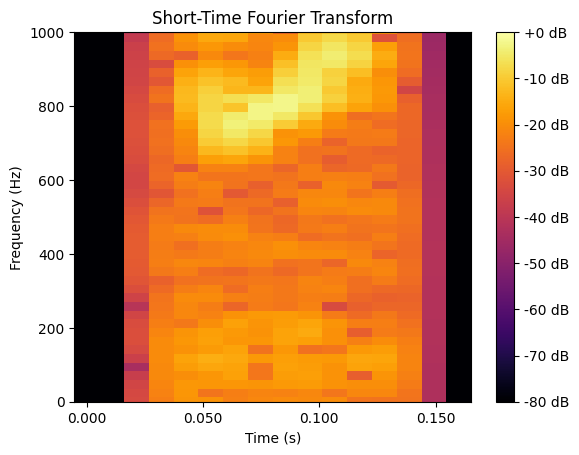 Short-Time Fourier Transform
1000
800
600
400
200
0
Frequency (Hz)
0.000
0.050
0.100
0.150
Time (s)
+0 dB
-10 dB
-20 dB
-30 dB
-40 dB
-50 dB
-60 dB
-70 dB
-80 dB